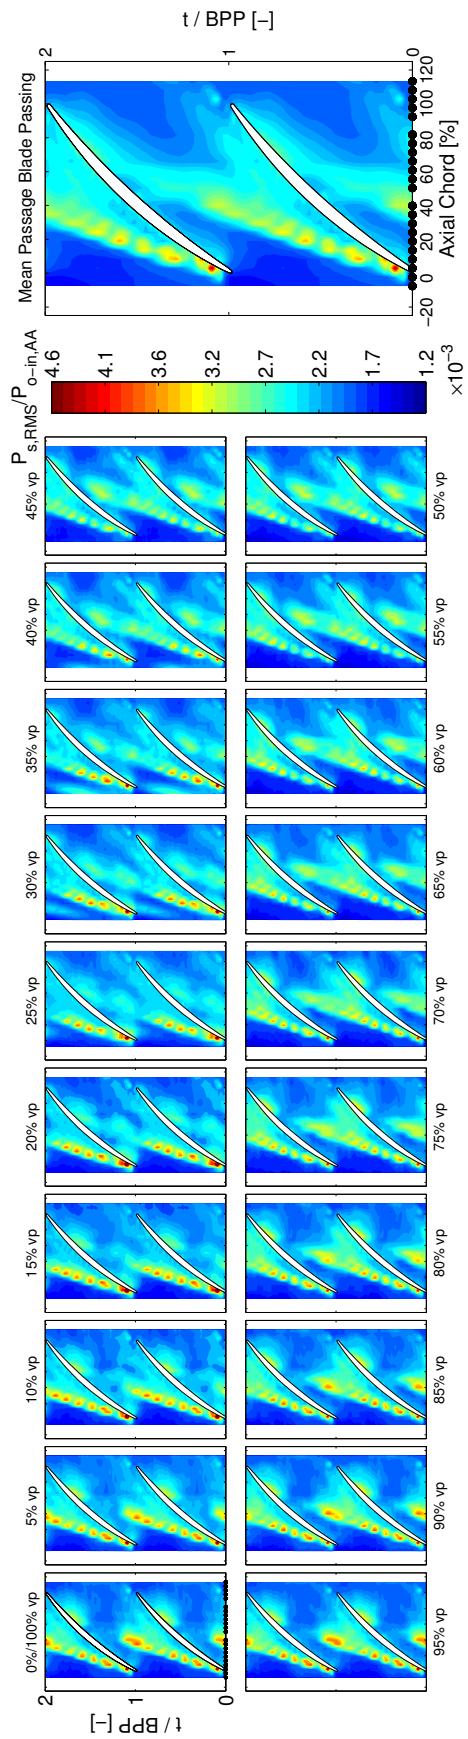 0%/100% vp
5% vp
10% vp
15% vp
20% vp
25% vp
30% vp
35% vp
40% vp
45% vp
2
1
0
t / BPP [–]
95% vp
90% vp
85% vp
80% vp
75% vp
70% vp
65% vp
60% vp
55% vp
50% vp
P s,RMS/P o–in,AA
4.6
4.1
3.6
3.2
2.7
2.2
1.7
1.2
×10⁻³
Mean Passage Blade Passing
2
1
0
t / BPP [–]
−20 0 20 40 60 80 100 120
Axial Chord [%]